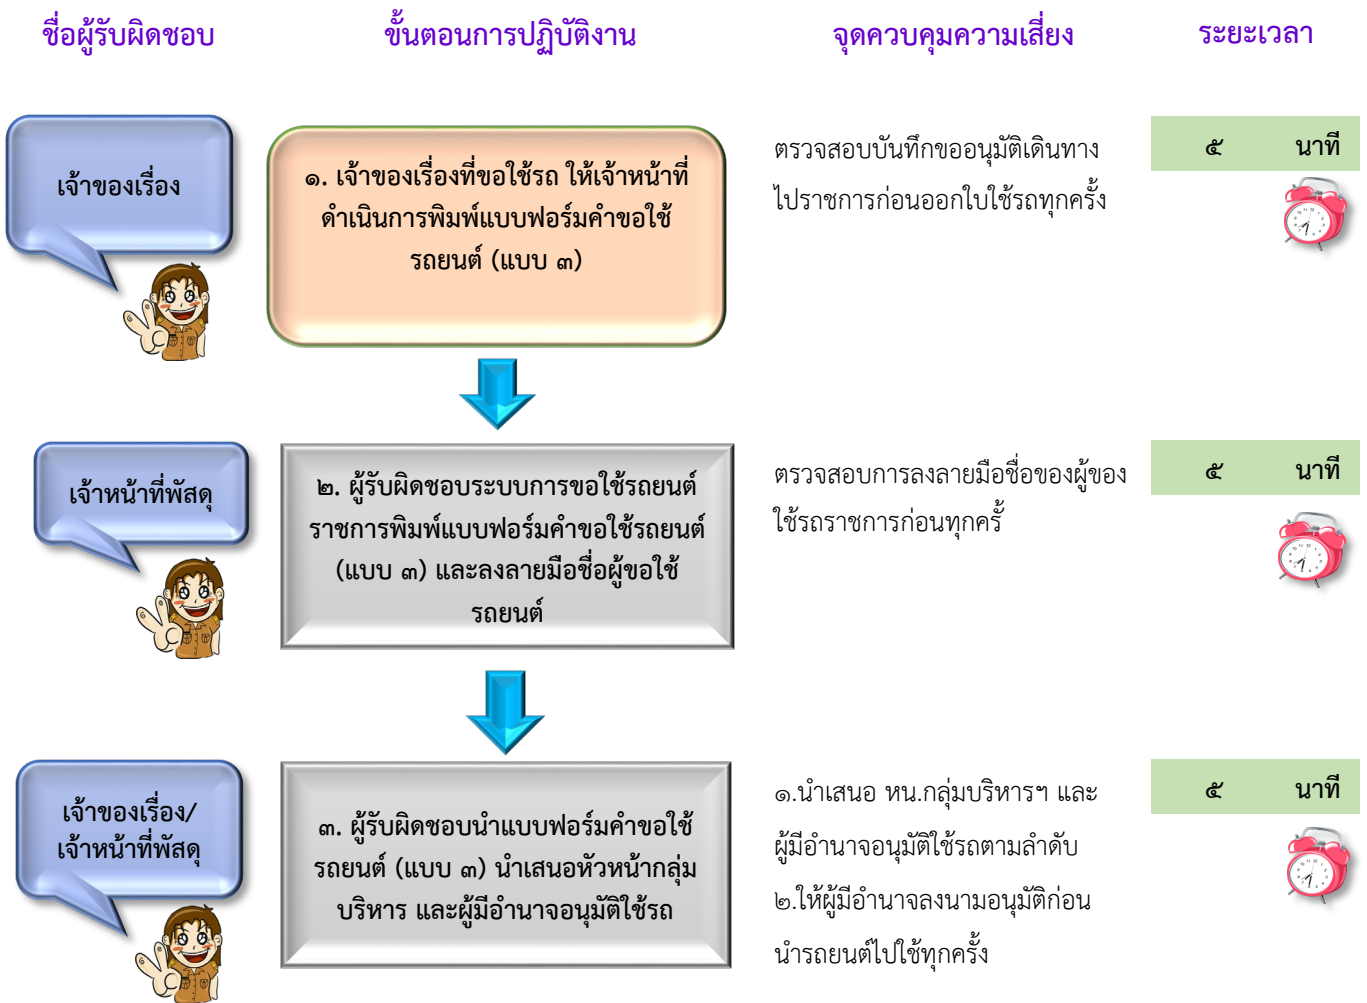 ชื่อผู้รับผิดชอบ ขั้นตอนการปฏิบัติงาน จุดควบคุมความเสี่ยง ระยะเวลา
เจ้าของเรื่อง
๑. เจ้าของเรื่องที่ขอใช้รถ ให้เจ้าหน้าที่
ดำเนินการพิมพ์แบบฟอร์มคำขอใช้
รถยนต์ (แบบ ๓)
ตรวจสอบบันทึกขออนุมัติเดินทาง
ไปราชการก่อนออกใบใช้รถทุกครั้ง
๕ นาที
เจ้าหน้าที่พัสดุ
๒. ผู้รับผิดชอบระบบการขอใช้รถยนต์
ราชการพิมพ์แบบฟอร์มคำขอใช้รถยนต์
(แบบ ๓) และลงลายมือชื่อผู้ขอใช้
รถยนต์
ตรวจสอบการลงลายมือชื่อของผู้ของ
ใช้รถราชการก่อนทุกครั้
๕ นาที
เจ้าของเรื่อง/
เจ้าหน้าที่พัสดุ
๓. ผู้รับผิดชอบนำแบบฟอร์มคำขอใช้
รถยนต์ (แบบ ๓) นำเสนอหัวหน้ากลุ่ม
บริหาร และผู้มีอำนาจอนุมัติใช้รถ
๑.นำเสนอ หน.กลุ่มบริหารฯ และ
ผู้มีอำนาจอนุมัติใช้รถตามลำดับ
๒.ให้ผู้มีอำนาจลงนามอนุมัติก่อน
นำรถยนต์ไปใช้ทุกครั้ง
๕ นาที